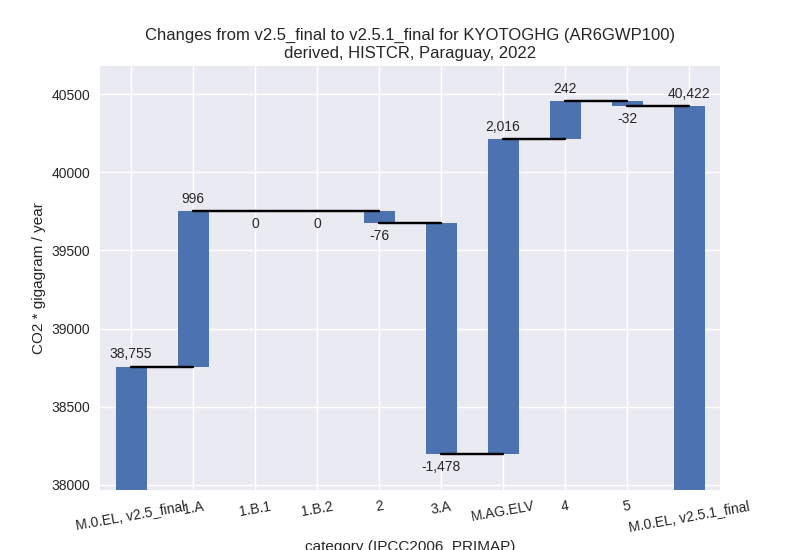 Changes from v2.5_final to v2.5.1_final for KYOTOGHG (AR6GWP100)
derived, HISTCR, Paraguay, 2022
40500
40000
39500
39000
38500
38000
CO2 * gigagram / year
38,755
996
0
0
-76
-1,478
2,016
242
-32
40,422
M.0.EL, v2.5_final
1.A
1.B.1
1.B.2
2
3.A
M.AG.ELV
4
5
M.0.EL, v2.5.1_final
category (IPCC2006_PRIMAP)